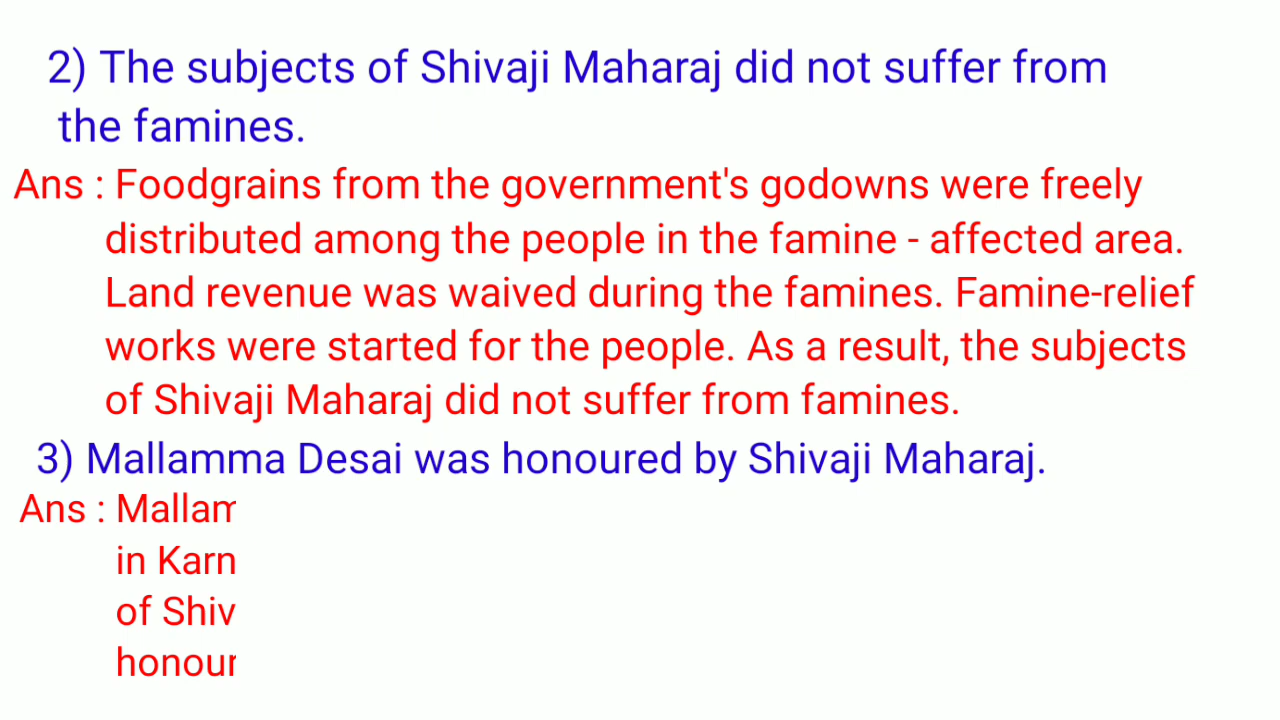 2) The subjects of Shivaji Maharaj did not suffer from
the famines.
Ans : Foodgrains from the government's godowns were freely
distributed among the people in the famine - affected area.
Land revenue was waived during the famines. Famine-relief
works were started for the people. As a result, the subjects
of Shivaji Maharaj did not suffer from famines.
3) Mallamma Desai was honoured by Shivaji Maharaj.
Ans :
in
of